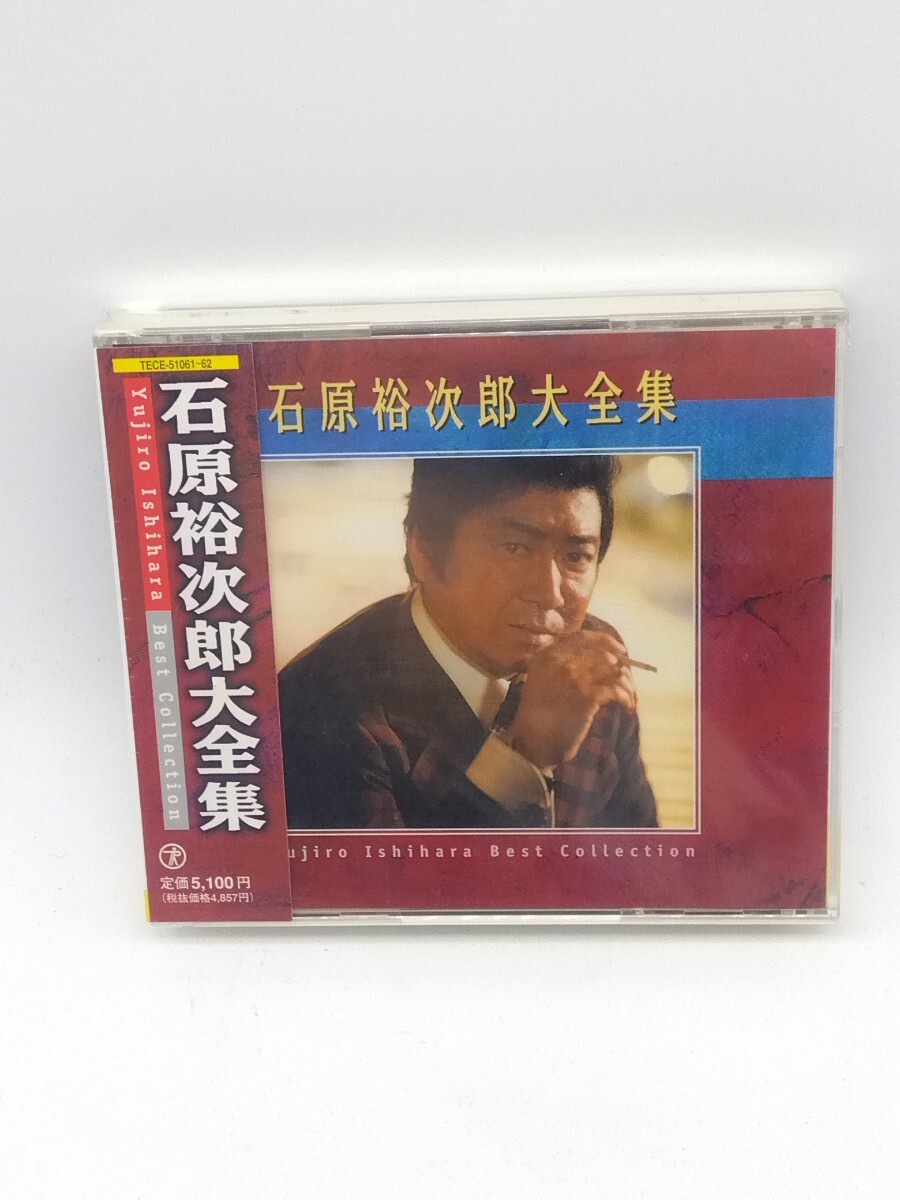 TECE-51061~62
石原裕次郎大全集
Yujiro Ishihara Best Collection
定価5,100円
(税抜価格4,857円)
石原裕次郎大全集
ujiro Ishihara Best Collection